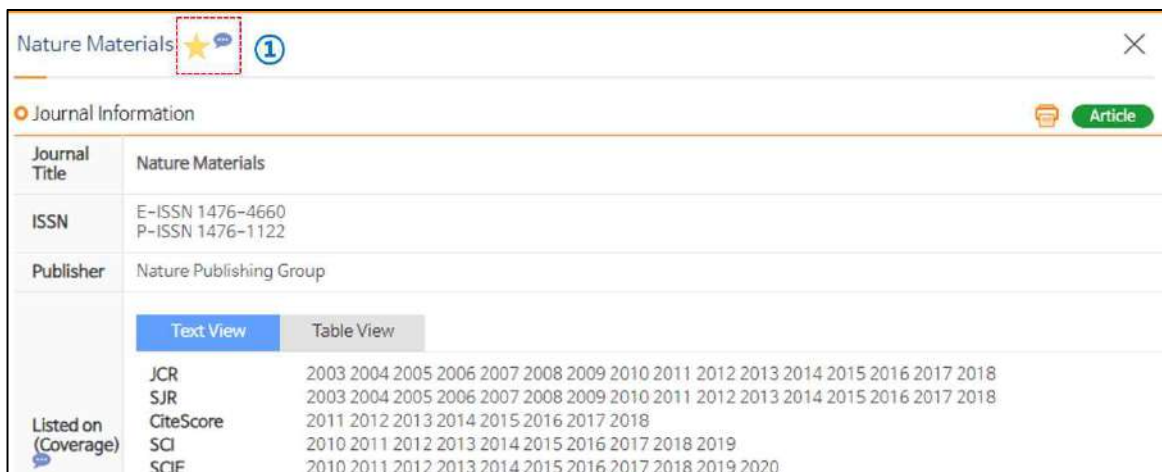 Nature Materials ①
Journal Information
Article
Journal
Title
Nature Materials
ISSN
E-ISSN 1476-4660
P-ISSN 1476-1122
Publisher
Nature Publishing Group
Text View
Table View
Listed on
(Coverage)
JCR 2003 2004 2005 2006 2007 2008 2009 2010 2011 2012 2013 2014 2015 2016 2017 2018
SJR 2003 2004 2005 2006 2007 2008 2009 2010 2011 2012 2013 2014 2015 2016 2017 2018
CiteScore 2011 2012 2013 2014 2015 2016 2017 2018
SCI 2010 2011 2012 2013 2014 2015 2016 2017 2018 2019
SCIE 2010 2011 2012 2013 2014 2015 2016 2017 2018 2019 2020